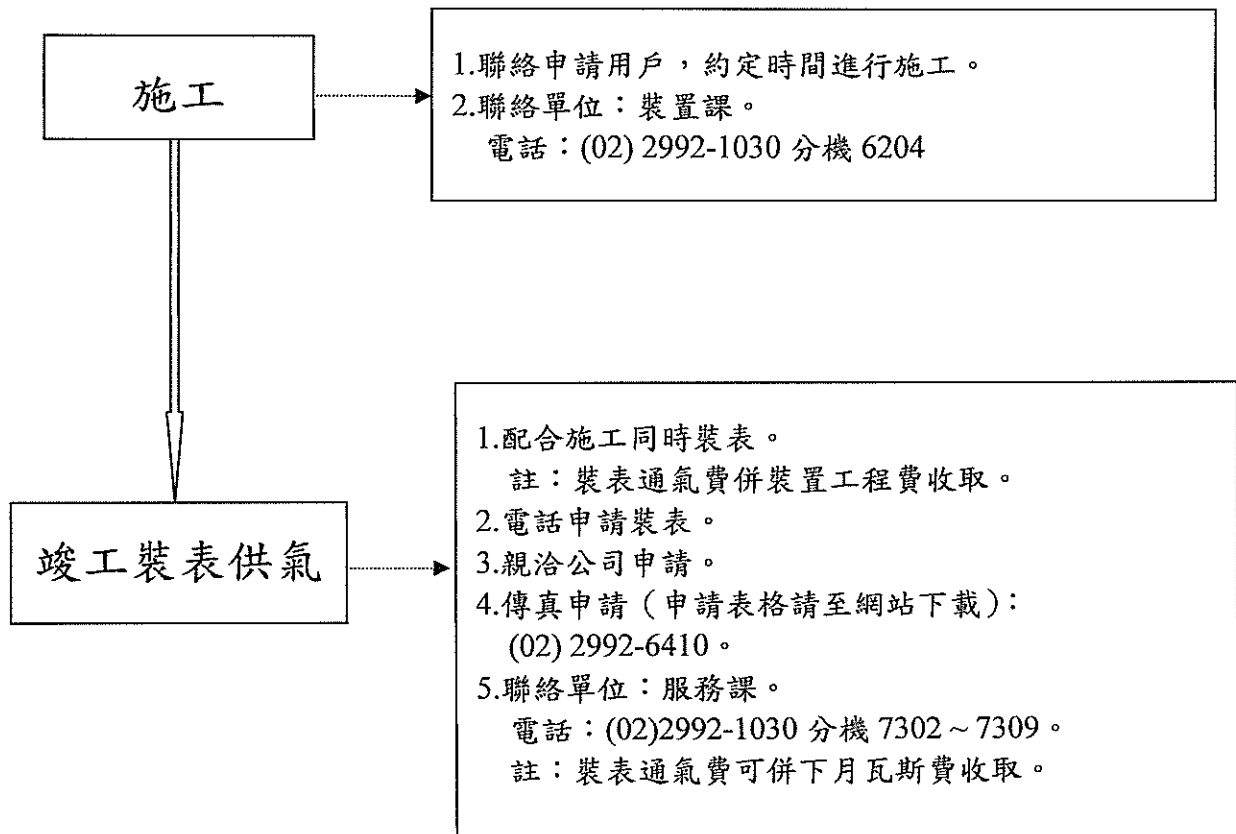 施工
1.聯絡申請用戶，約定時間進行施工。
2.聯絡單位：裝置課。
電話：(02) 2992-1030 分機 6204
竣工裝表供氣
1.配合施工同時裝表。
註：裝表通氣費併裝置工程費收取。
2.電話申請裝表。
3.親洽公司申請。
4.傳真申請（申請表格請至網站下載）：
(02) 2992-6410。
5.聯絡單位：服務課。
電話：(02)2992-1030 分機 7302～7309。
註：裝表通氣費可併下月瓦斯費收取。